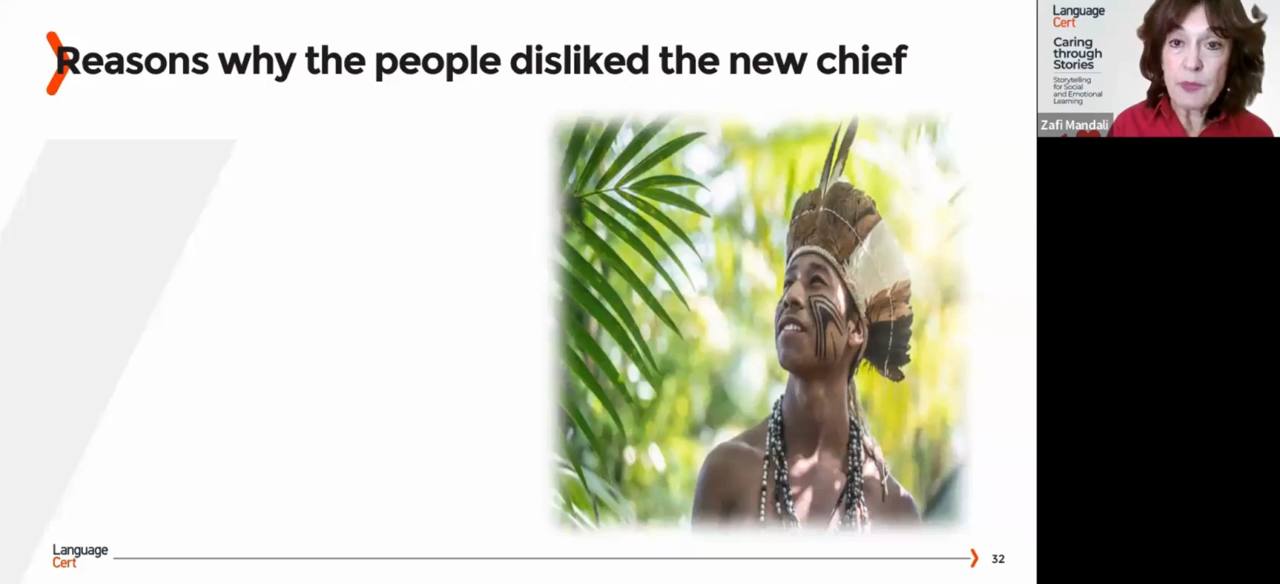 Reasons why the people disliked the new chief
Language
Cert
32
Language
Cert
Caring
through
Stories
Storytelling
for Social
and Emotional
Learning
Zafi Mandali